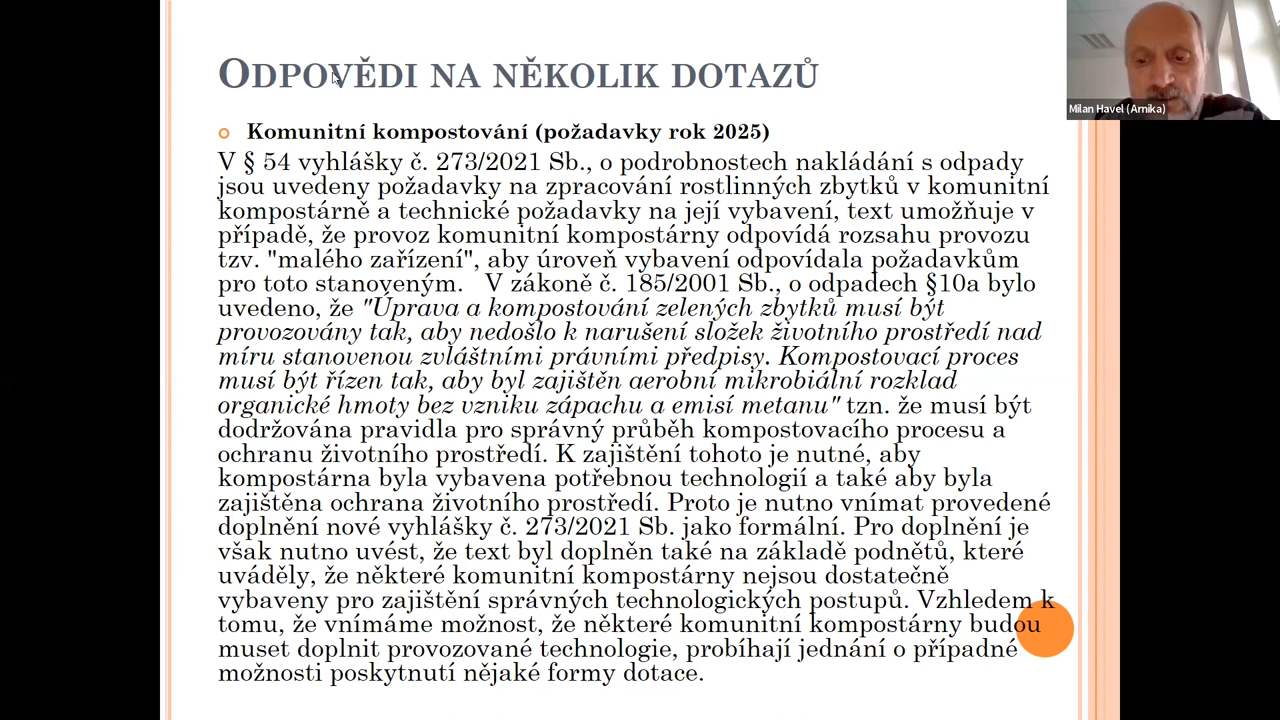 ODPOVĚDI NA NĚKOLIK DOTAZŮ
Milan Havel (Arnika)
Komunitní kompostování (požadavky rok 2025)
V § 54 vyhlášky č. 273/2021 Sb., o podrobnostech nakládání s odpady
jsou uvedeny požadavky na zpracování rostlinných zbytků v komunitní
kompostárně a technické požadavky na její vybavení, text umožňuje v
případě, že provoz komunitní kompostárny odpovídá rozsahu provozu
tzv. "malého zařízení", aby úroveň vybavení odpovídala požadavkům
pro toto stanoveným. V zákoně č. 185/2001 Sb., o odpadech §10a bylo
uvedeno, že "Úprava a kompostování zelených zbytků musí být
provozovány tak, aby nedošlo k narušení složek životního prostředí nad
míru stanovenou zvláštními právními předpisy. Kompostovací proces
musí být řízen tak, aby byl zajištěn aerobní mikrobiální rozklad
organické hmoty bez vzniku zápachu a emisí metanu" tzn. že musí být
dodržována pravidla pro správný průběh kompostovacího procesu a
ochranu životního prostředí. K zajištění tohoto je nutné, aby
kompostárna byla vybavena potřebnou technologií a také aby byla
zajištěna ochrana životního prostředí. Proto je nutno vnímat provedené
doplnění nové vyhlášky č. 273/2021 Sb. jako formální. Pro doplnění je
však nutno uvést, že text byl doplněn také na základě podnětů, které
uváděly, že některé komunitní kompostárny nejsou dostatečně
vybaveny pro zajištění správných technologických postupů. Vzhledem k
tomu, že vnímáme možnost, že některé komunitní kompostárny budou
muset doplnit provozované technologie, probíhají jednání o případné
možnosti poskytnutí nějaké formy dotace.